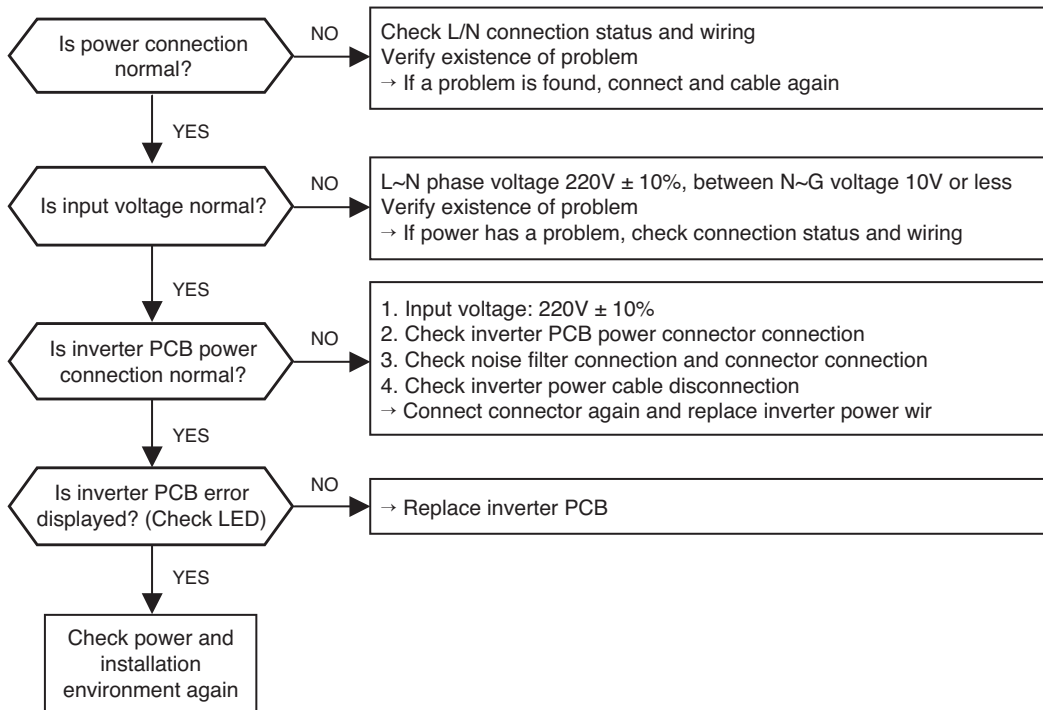 Is power connection
normal?
NO
Check L/N connection status and wiring
Verify existence of problem
→ If a problem is found, connect and cable again
YES
Is input voltage normal?
NO
L~N phase voltage 220V ± 10%, between N~G voltage 10V or less
Verify existence of problem
→ If power has a problem, check connection status and wiring
YES
Is inverter PCB power
connection normal?
NO
1. Input voltage: 220V ± 10%
2. Check inverter PCB power connector connection
3. Check noise filter connection and connector connection
4. Check inverter power cable disconnection
→ Connect connector again and replace inverter power wir
YES
Is inverter PCB error
displayed? (Check LED)
NO
→ Replace inverter PCB
YES
Check power and
installation
environment again